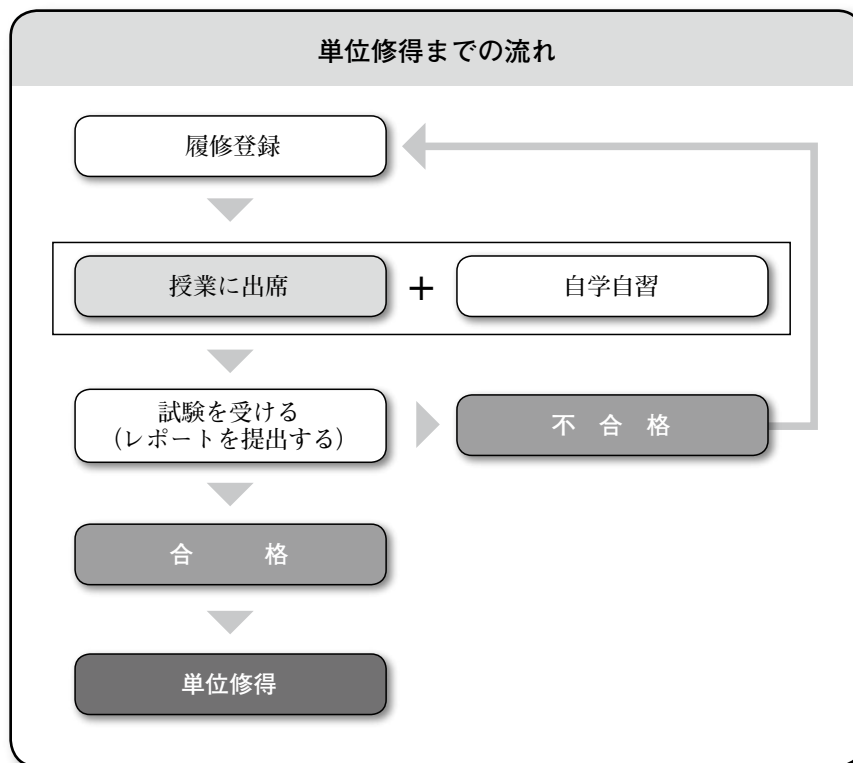 単位修得までの流れ
履修登録
授業に出席
+
自学自習
試験を受ける
(レポートを提出する)
不 合 格
合 格
単位修得